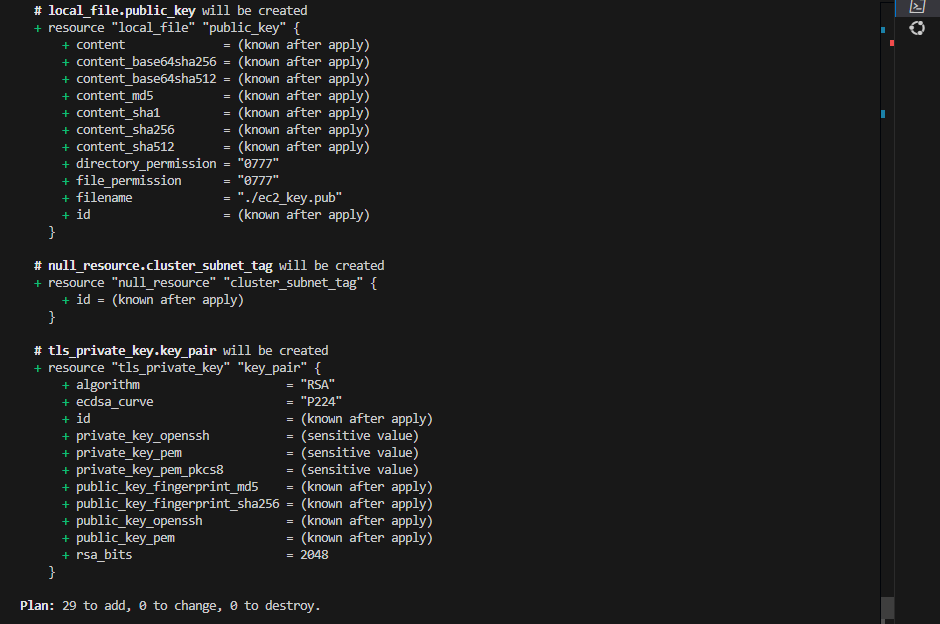 # local_file.public_key will be created
+ resource "local_file" "public_key" {
+ content = (known after apply)
+ content_base64sha256 = (known after apply)
+ content_base64sha512 = (known after apply)
+ content_md5 = (known after apply)
+ content_sha1 = (known after apply)
+ content_sha256 = (known after apply)
+ content_sha512 = (known after apply)
+ directory_permission = "0777"
+ file_permission = "0777"
+ filename = "./ec2_key.pub"
+ id = (known after apply)
}
# null_resource.cluster_subnet_tag will be created
+ resource "null_resource" "cluster_subnet_tag" {
+ id = (known after apply)
}
# tls_private_key.key_pair will be created
+ resource "tls_private_key" "key_pair" {
+ algorithm = "RSA"
+ ecdsa_curve = "P224"
+ id = (known after apply)
+ private_key_openssh = (sensitive value)
+ private_key_pem = (sensitive value)
+ private_key_pem_pkcs8 = (sensitive value)
+ public_key_fingerprint_md5 = (known after apply)
+ public_key_fingerprint_sha256 = (known after apply)
+ public_key_openssh = (known after apply)
+ public_key_pem = (known after apply)
+ rsa_bits = 2048
}
Plan: 29 to add, 0 to change, 0 to destroy.